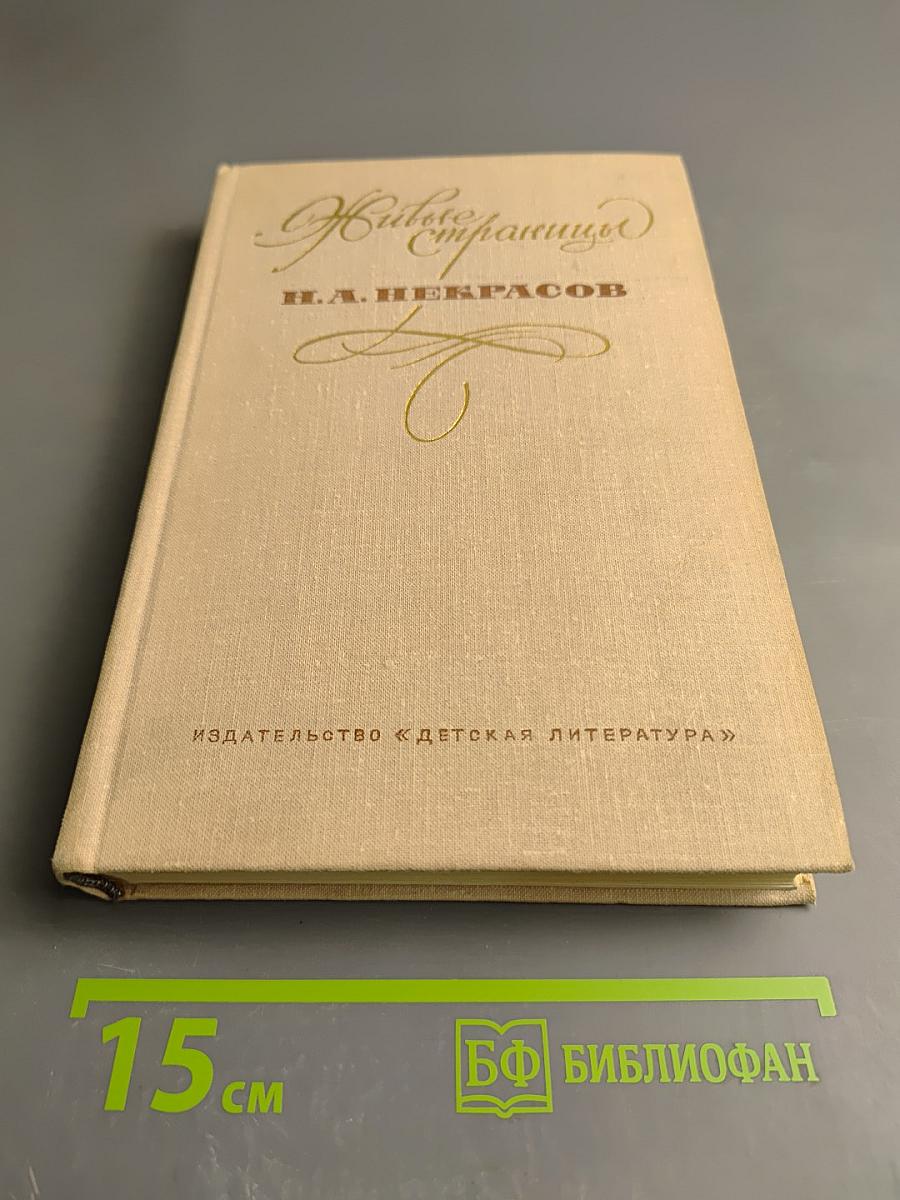 Живые
страницы
Н. А. НЕКРАСОВ
ИЗДАТЕЛЬСТВО «ДЕТСКАЯ ЛИТЕРАТУРА»
15 см
БФ БИБЛИОФАН